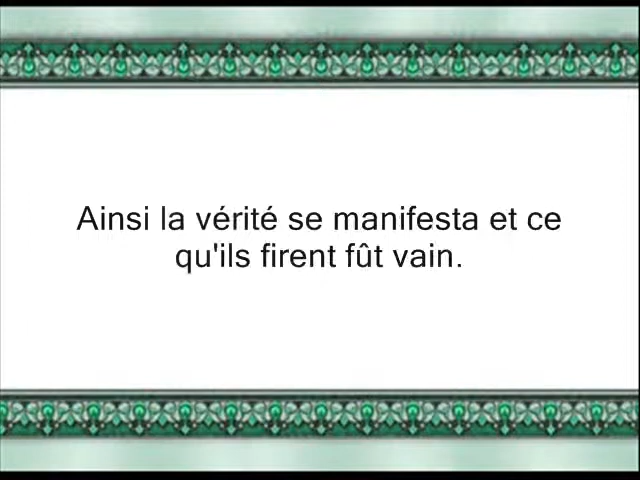 Ainsi la vérité se manifesta et ce
qu'ils firent fût vain.